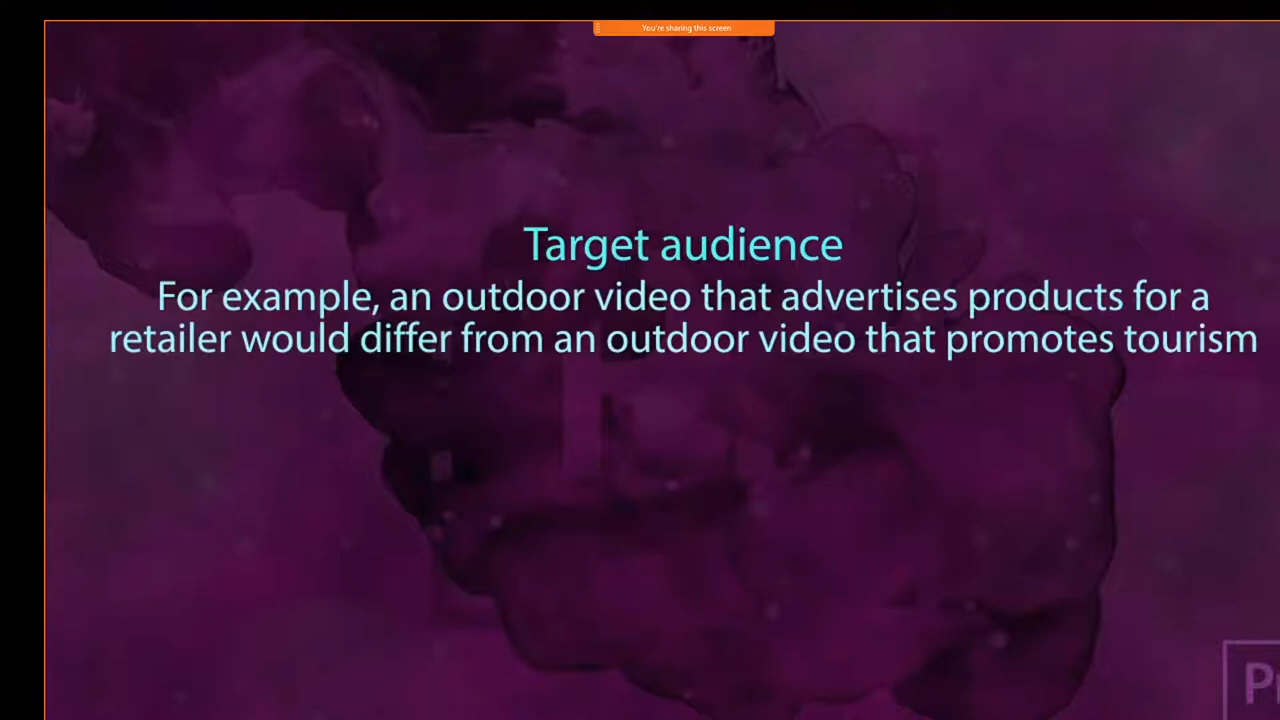 You're sharing this screen
Target audience
For example, an outdoor video that advertises products for a
retailer would differ from an outdoor video that promotes tourism